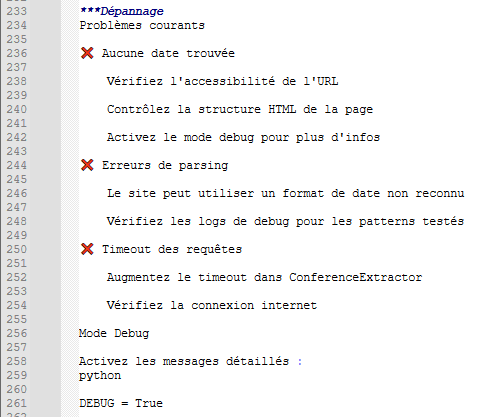 233 ***Dépannage
234 Problèmes courants
235
236 ❌ Aucune date trouvée
237
238 Vérifiez l'accessibilité de l'URL
239
240 Contrôlez la structure HTML de la page
241
242 Activez le mode debug pour plus d'infos
243
244 ❌ Erreurs de parsing
245
246 Le site peut utiliser un format de date non reconnu
247
248 Vérifiez les logs de debug pour les patterns testés
249
250 ❌ Timeout des requêtes
251
252 Augmentez le timeout dans ConferenceExtractor
253
254 Vérifiez la connexion internet
255
256 Mode Debug
257
258 Activez les messages détaillés :
259 python
260
261 DEBUG = True